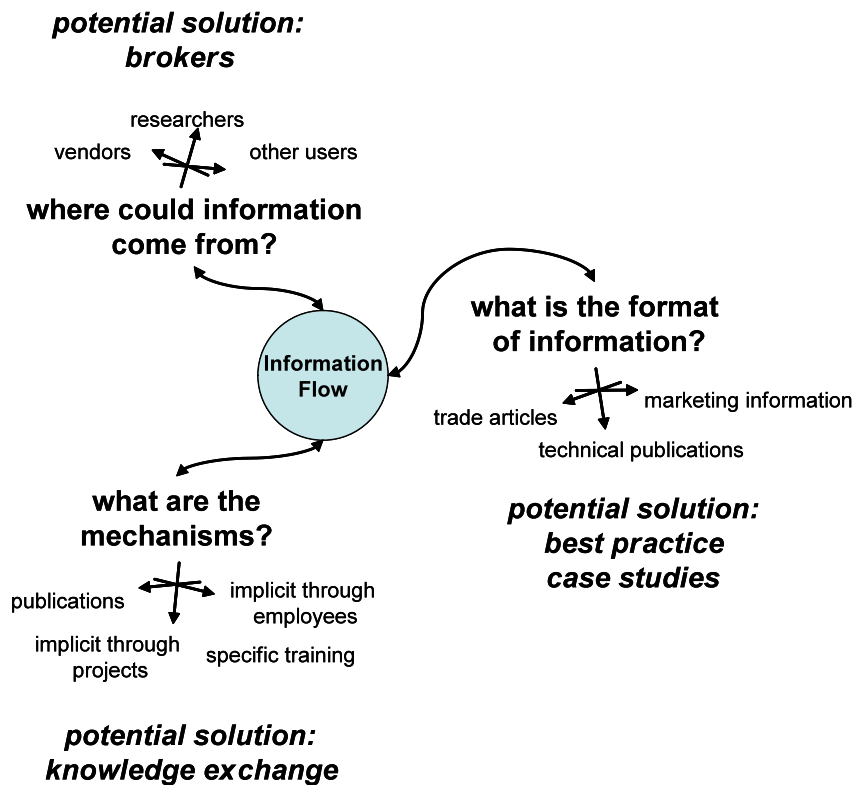 potential solution:
brokers
researchers
vendors
other users
where could information
come from?
what is the format
of information?
Information
Flow
trade articles
marketing information
technical publications
what are the
mechanisms?
potential solution:
best practice
case studies
publications
implicit through
employees
implicit through
projects
specific training
potential solution:
knowledge exchange